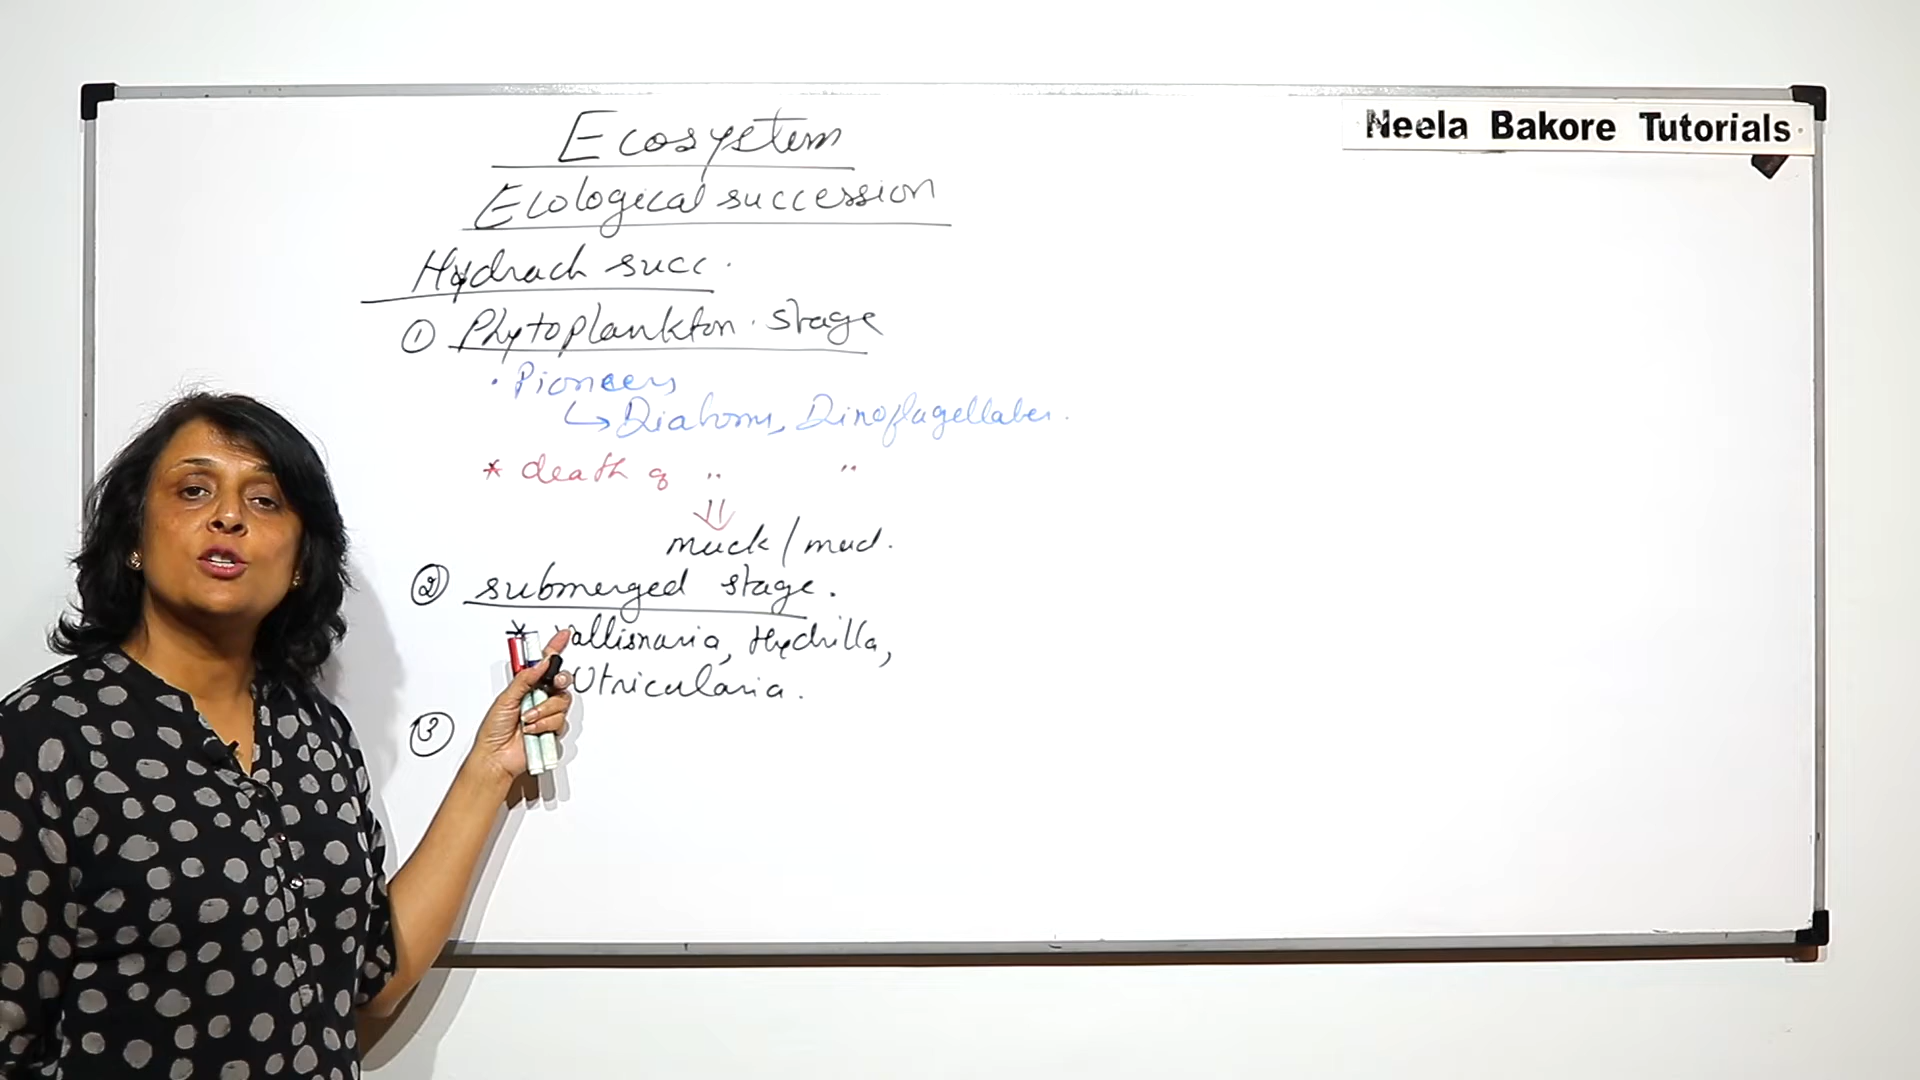 Neela Bakore Tutorials
Ecosystem
Ecological succession
Hydrach succ.
① Phytoplankton stage
· Pioneers
↳ Diatoms, Dinoflagellates.
* death of " "
⇓
muck / mud.
② submerged stage.
* Vallisnaria, Hydrilla,
Utricularia.
③